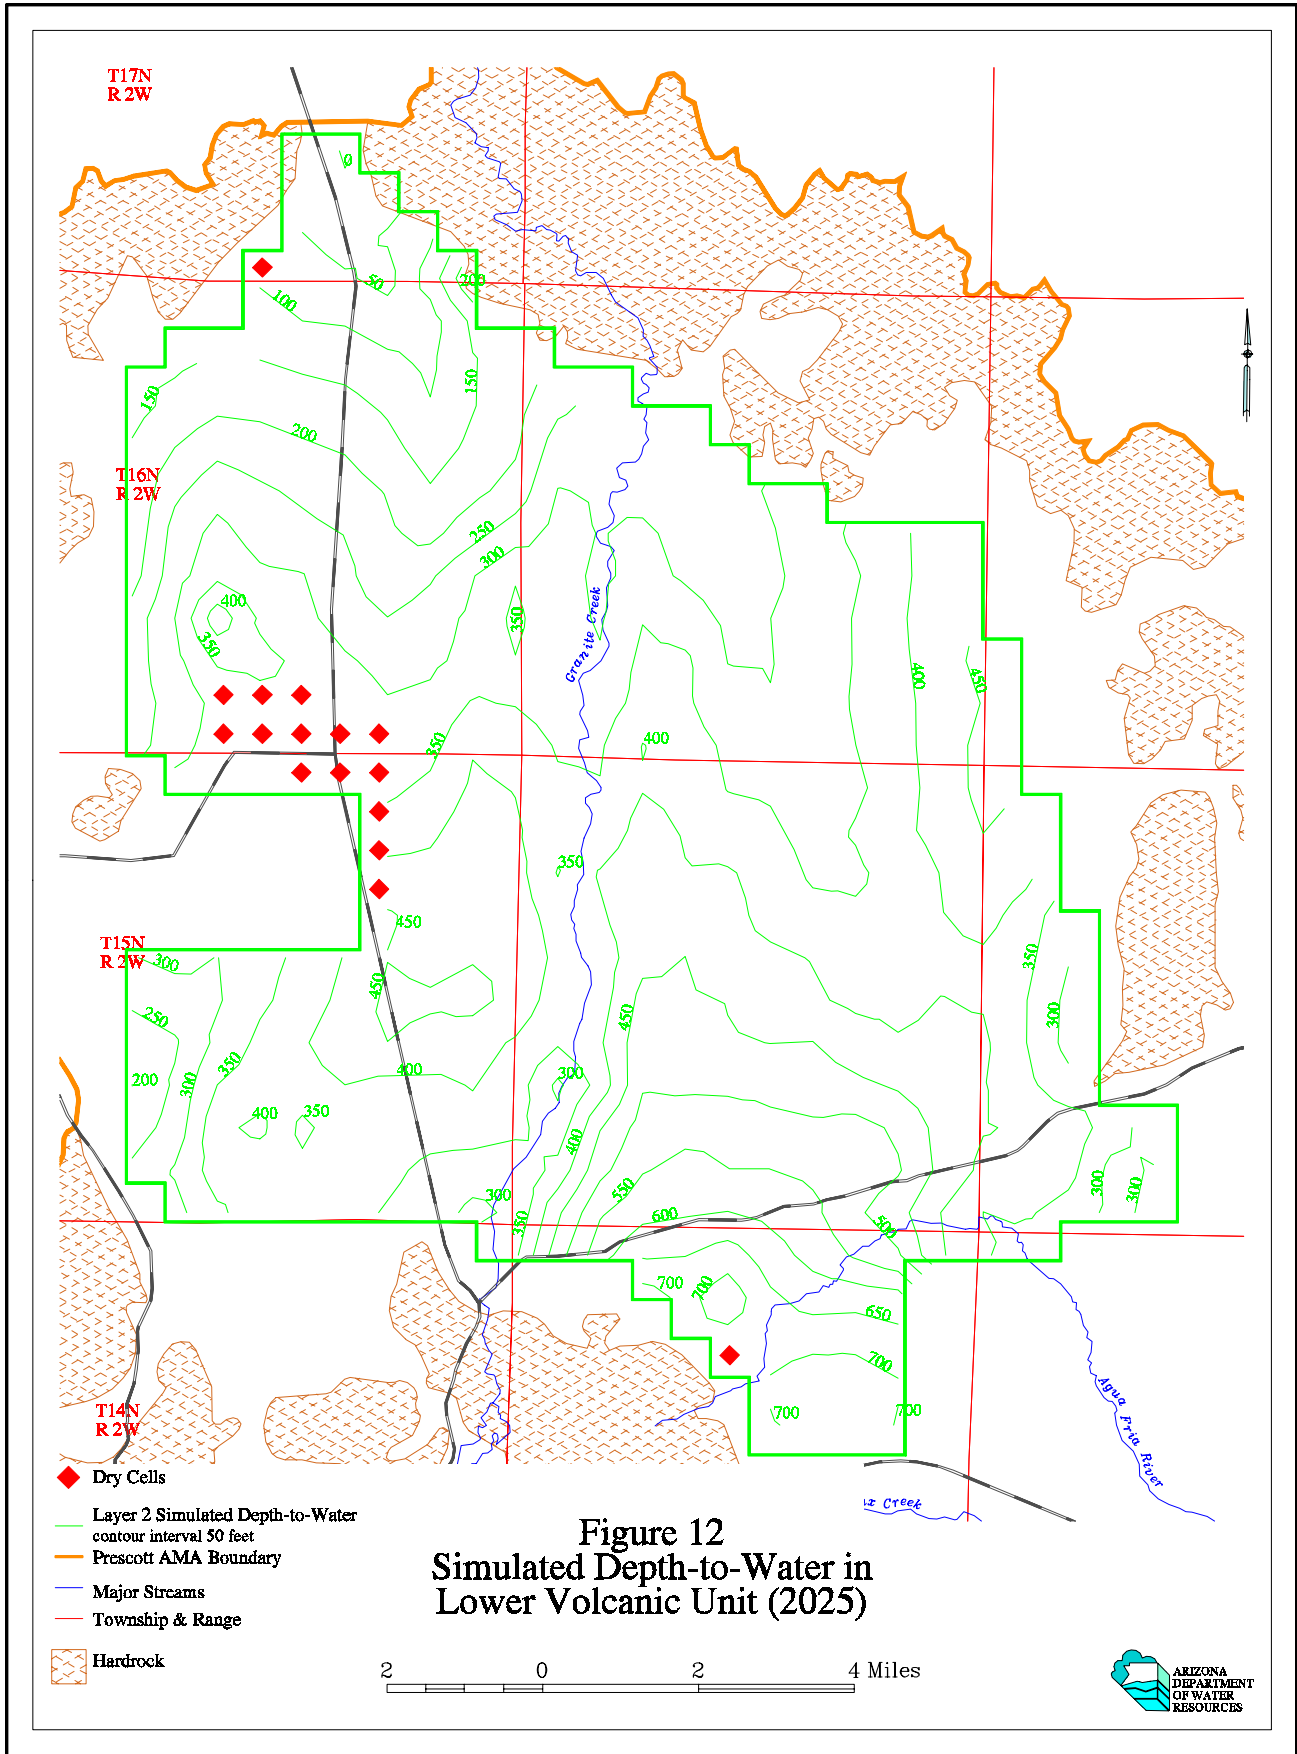 T17N
R 2W
0
50
200
100
150
150
200
T16N
R 2W
250
300
400
350
350
Granite Creek
400
450
350
400
350
450
T15N
R 2W
300
450
350
250
450
300
200
300
350
400
300
400
350
400
300
550
300
300
350
600
500
700
700
650
700
700
700
Agua Fria River
T14N
R 2W
x Creek
Dry Cells
Layer 2 Simulated Depth-to-Water
contour interval 50 feet
Prescott AMA Boundary
Major Streams
Township & Range
Hardrock
Figure 12
Simulated Depth-to-Water in
Lower Volcanic Unit (2025)
2 0 2 4 Miles
ARIZONA
DEPARTMENT
OF WATER
RESOURCES